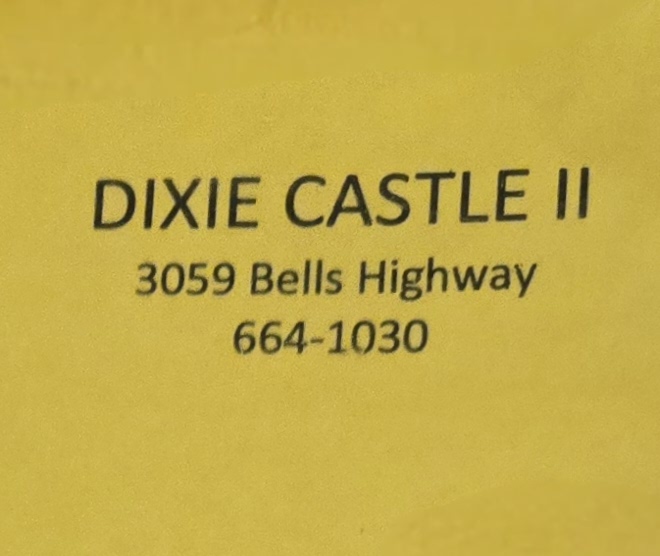 DIXIE CASTLE II
3059 Bells Highway
664-1030